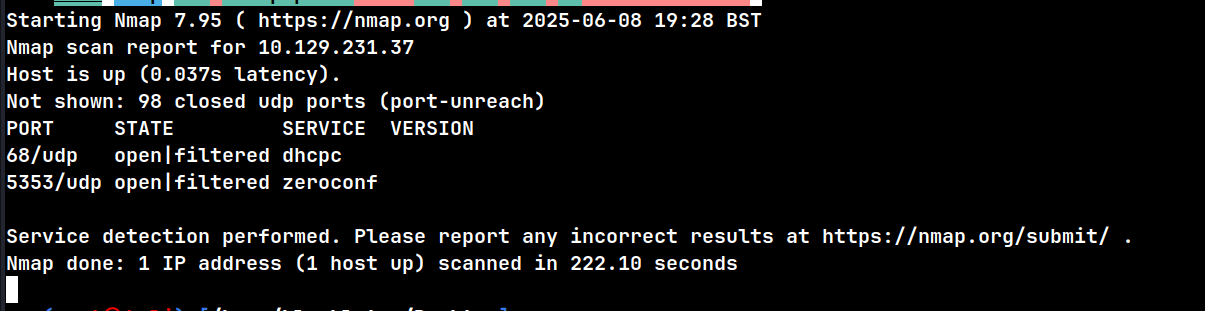 Starting Nmap 7.95 ( https://nmap.org ) at 2025-06-08 19:28 BST
Nmap scan report for 10.129.231.37
Host is up (0.037s latency).
Not shown: 98 closed udp ports (port-unreach)
PORT     STATE         SERVICE  VERSION
68/udp   open|filtered dhcpc
5353/udp open|filtered zeroconf
Service detection performed. Please report any incorrect results at https://nmap.org/submit/ .
Nmap done: 1 IP address (1 host up) scanned in 222.10 seconds